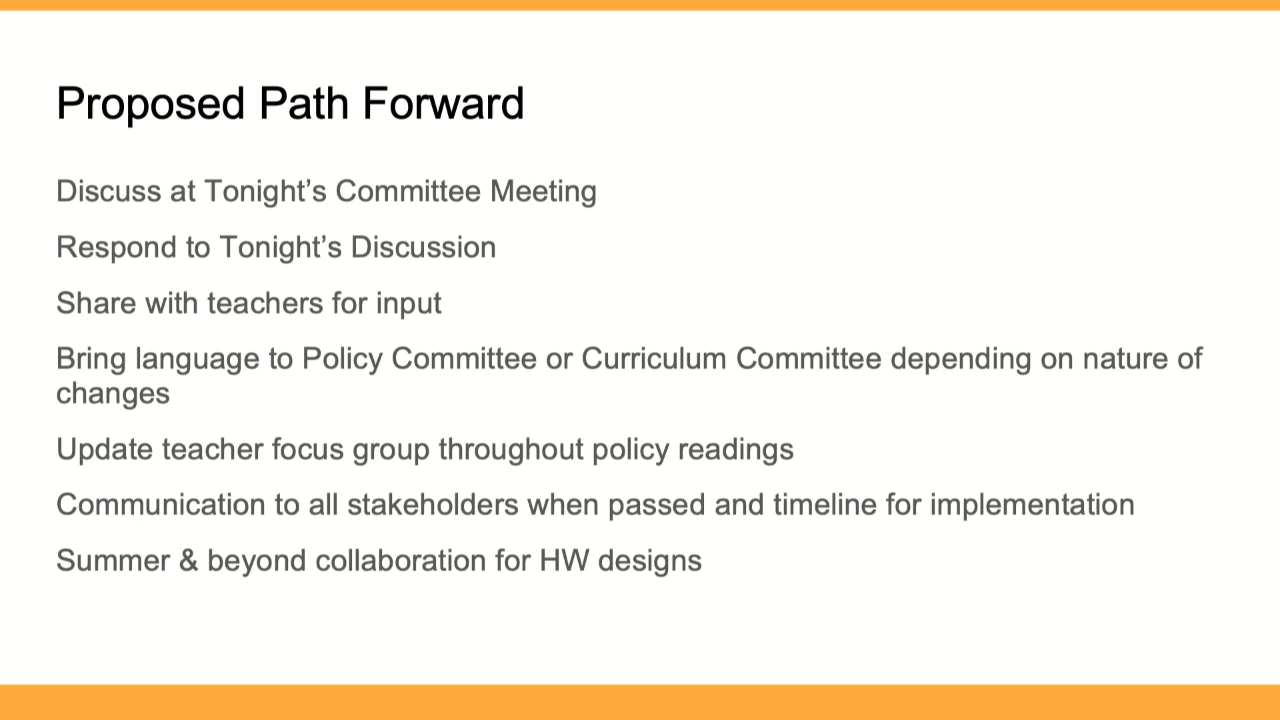 Proposed Path Forward
Discuss at Tonight’s Committee Meeting
Respond to Tonight’s Discussion
Share with teachers for input
Bring language to Policy Committee or Curriculum Committee depending on nature of
changes
Update teacher focus group throughout policy readings
Communication to all stakeholders when passed and timeline for implementation
Summer & beyond collaboration for HW designs